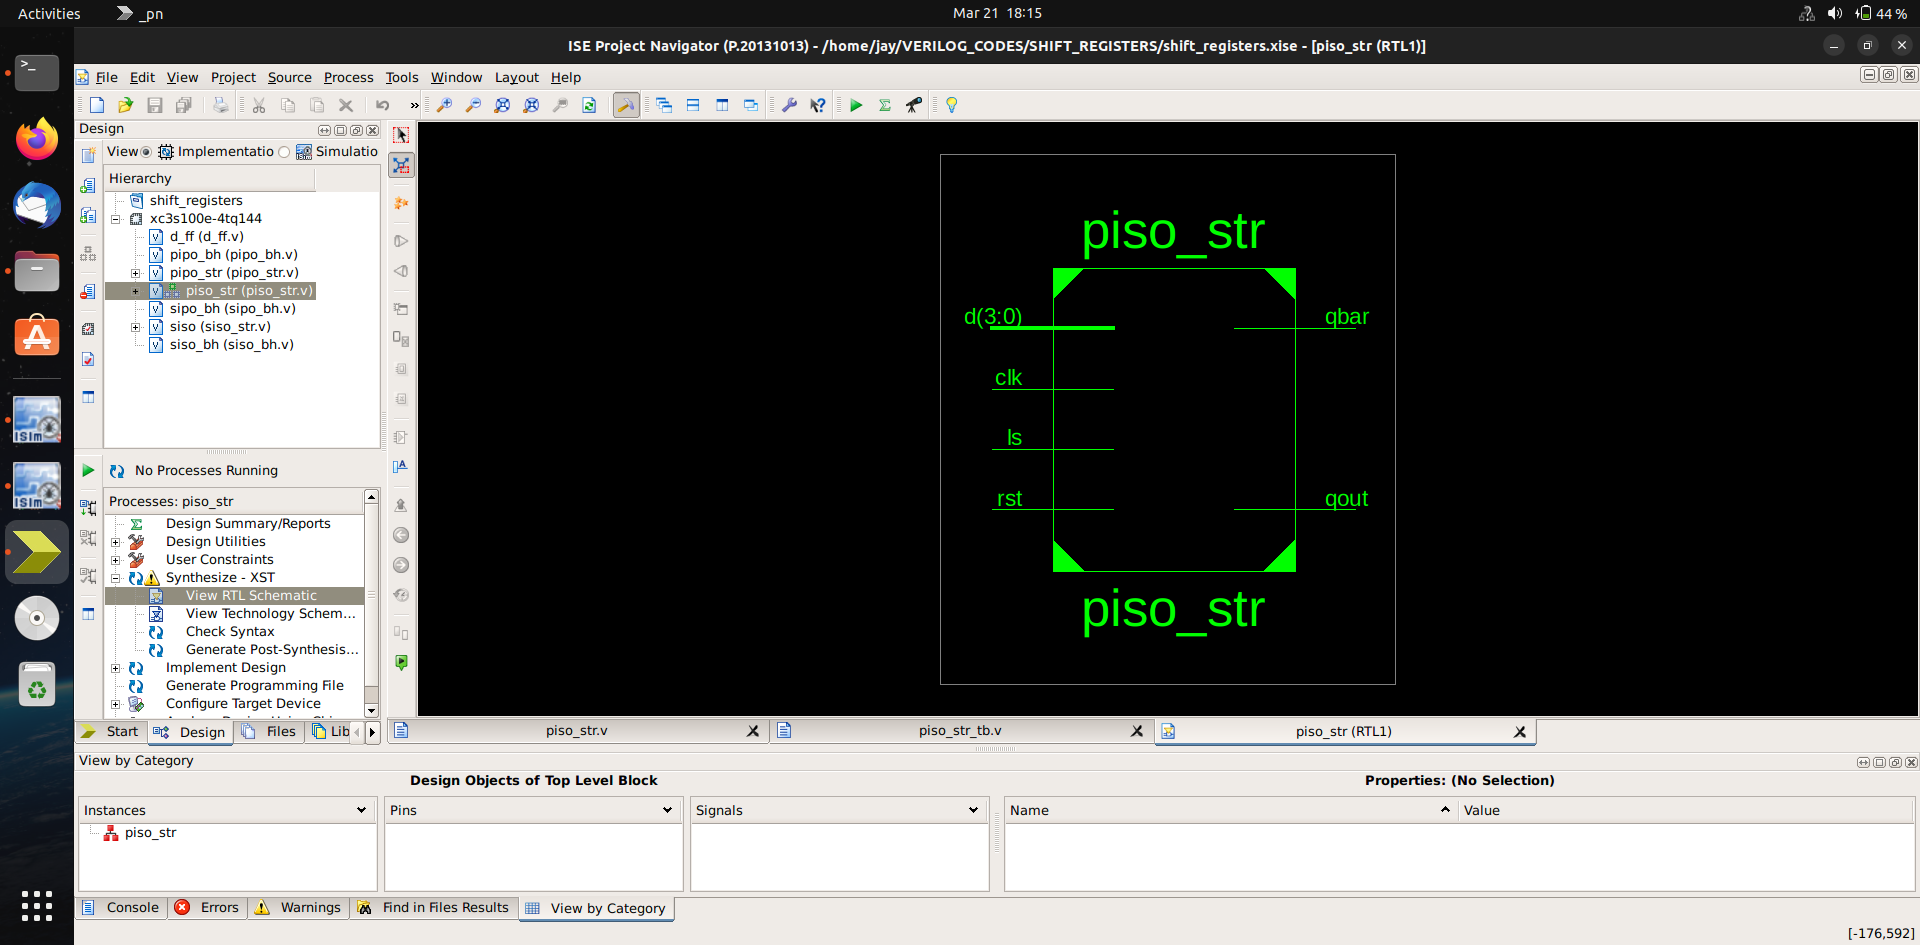 Activities _pn Mar 21 18:15 44 %
ISE Project Navigator (P.20131013) - /home/jay/VERILOG_CODES/SHIFT_REGISTERS/shift_registers.xise - [piso_str (RTL1)]
File Edit View Project Source Process Tools Window Layout Help
Design
View Implementatio Simulatio
Hierarchy
shift_registers
xc3s100e-4tq144
d_ff (d_ff.v)
pipo_bh (pipo_bh.v)
pipo_str (pipo_str.v)
piso_str (piso_str.v)
sipo_bh (sipo_bh.v)
siso (siso_str.v)
siso_bh (siso_bh.v)
No Processes Running
Processes: piso_str
Design Summary/Reports
Design Utilities
User Constraints
Synthesize - XST
View RTL Schematic
View Technology Schem...
Check Syntax
Generate Post-Synthesis...
Implement Design
Generate Programming File
Configure Target Device
Start Design Files Lib
piso_str
d(3:0) qbar
clk
ls
rst qout
piso_str
piso_str.v piso_str_tb.v piso_str (RTL1)
View by Category
Design Objects of Top Level Block Properties: (No Selection)
Instances Pins Signals Name Value
piso_str
Console Errors Warnings Find in Files Results View by Category
[-176,592]
ISim
ISim